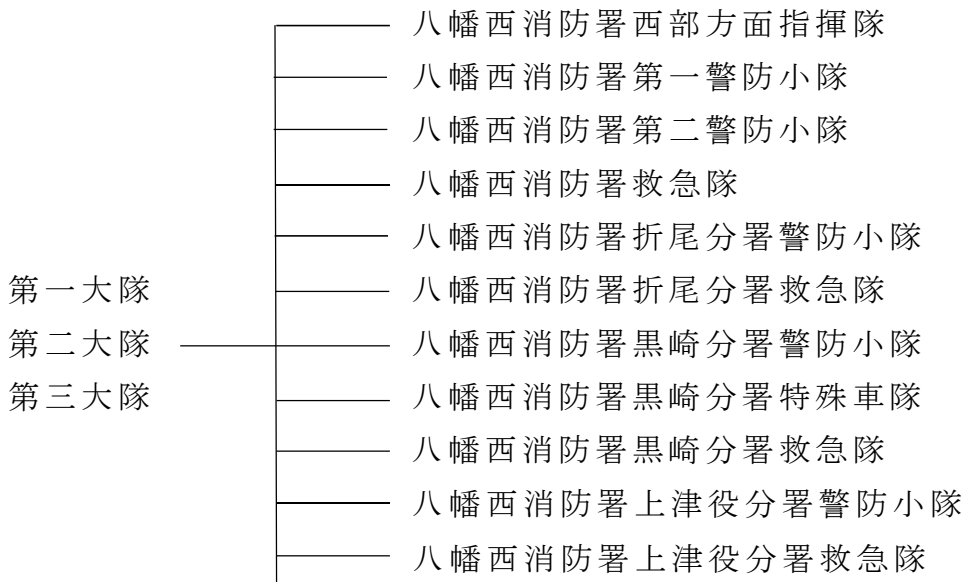 第一大隊
第二大隊
第三大隊
八幡西消防署西部方面指揮隊
八幡西消防署第一警防小隊
八幡西消防署第二警防小隊
八幡西消防署救急隊
八幡西消防署折尾分署警防小隊
八幡西消防署折尾分署救急隊
八幡西消防署黒崎分署警防小隊
八幡西消防署黒崎分署特殊車隊
八幡西消防署黒崎分署救急隊
八幡西消防署上津役分署警防小隊
八幡西消防署上津役分署救急隊